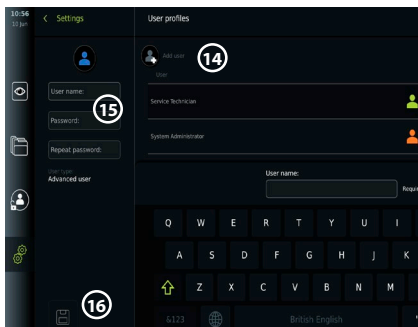 10:56
10 Jun
Settings
User profiles
Add user
14
User
User name:
15
Service Technician
Password:
System Administrator
Repeat password:
User type:
Advanced user
User name:
Q W E R T Y U I
A S D F G H J K
Z X C V B N M
16
&123
British English